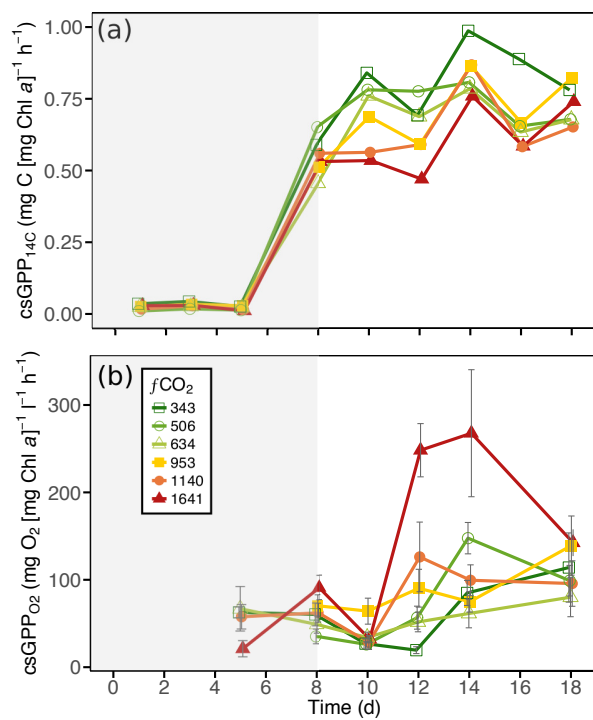 (a)
csGPP14C (mg C [mg Chl a]⁻¹ h⁻¹)
1.00
0.75
0.50
0.25
0.00
(b)
csGPPO2 (mg O₂ [mg Chl a]⁻¹ l⁻¹ h⁻¹)
300
200
100
0
fCO₂
343
506
634
953
1140
1641
0 2 4 6 8 10 12 14 16 18
Time (d)